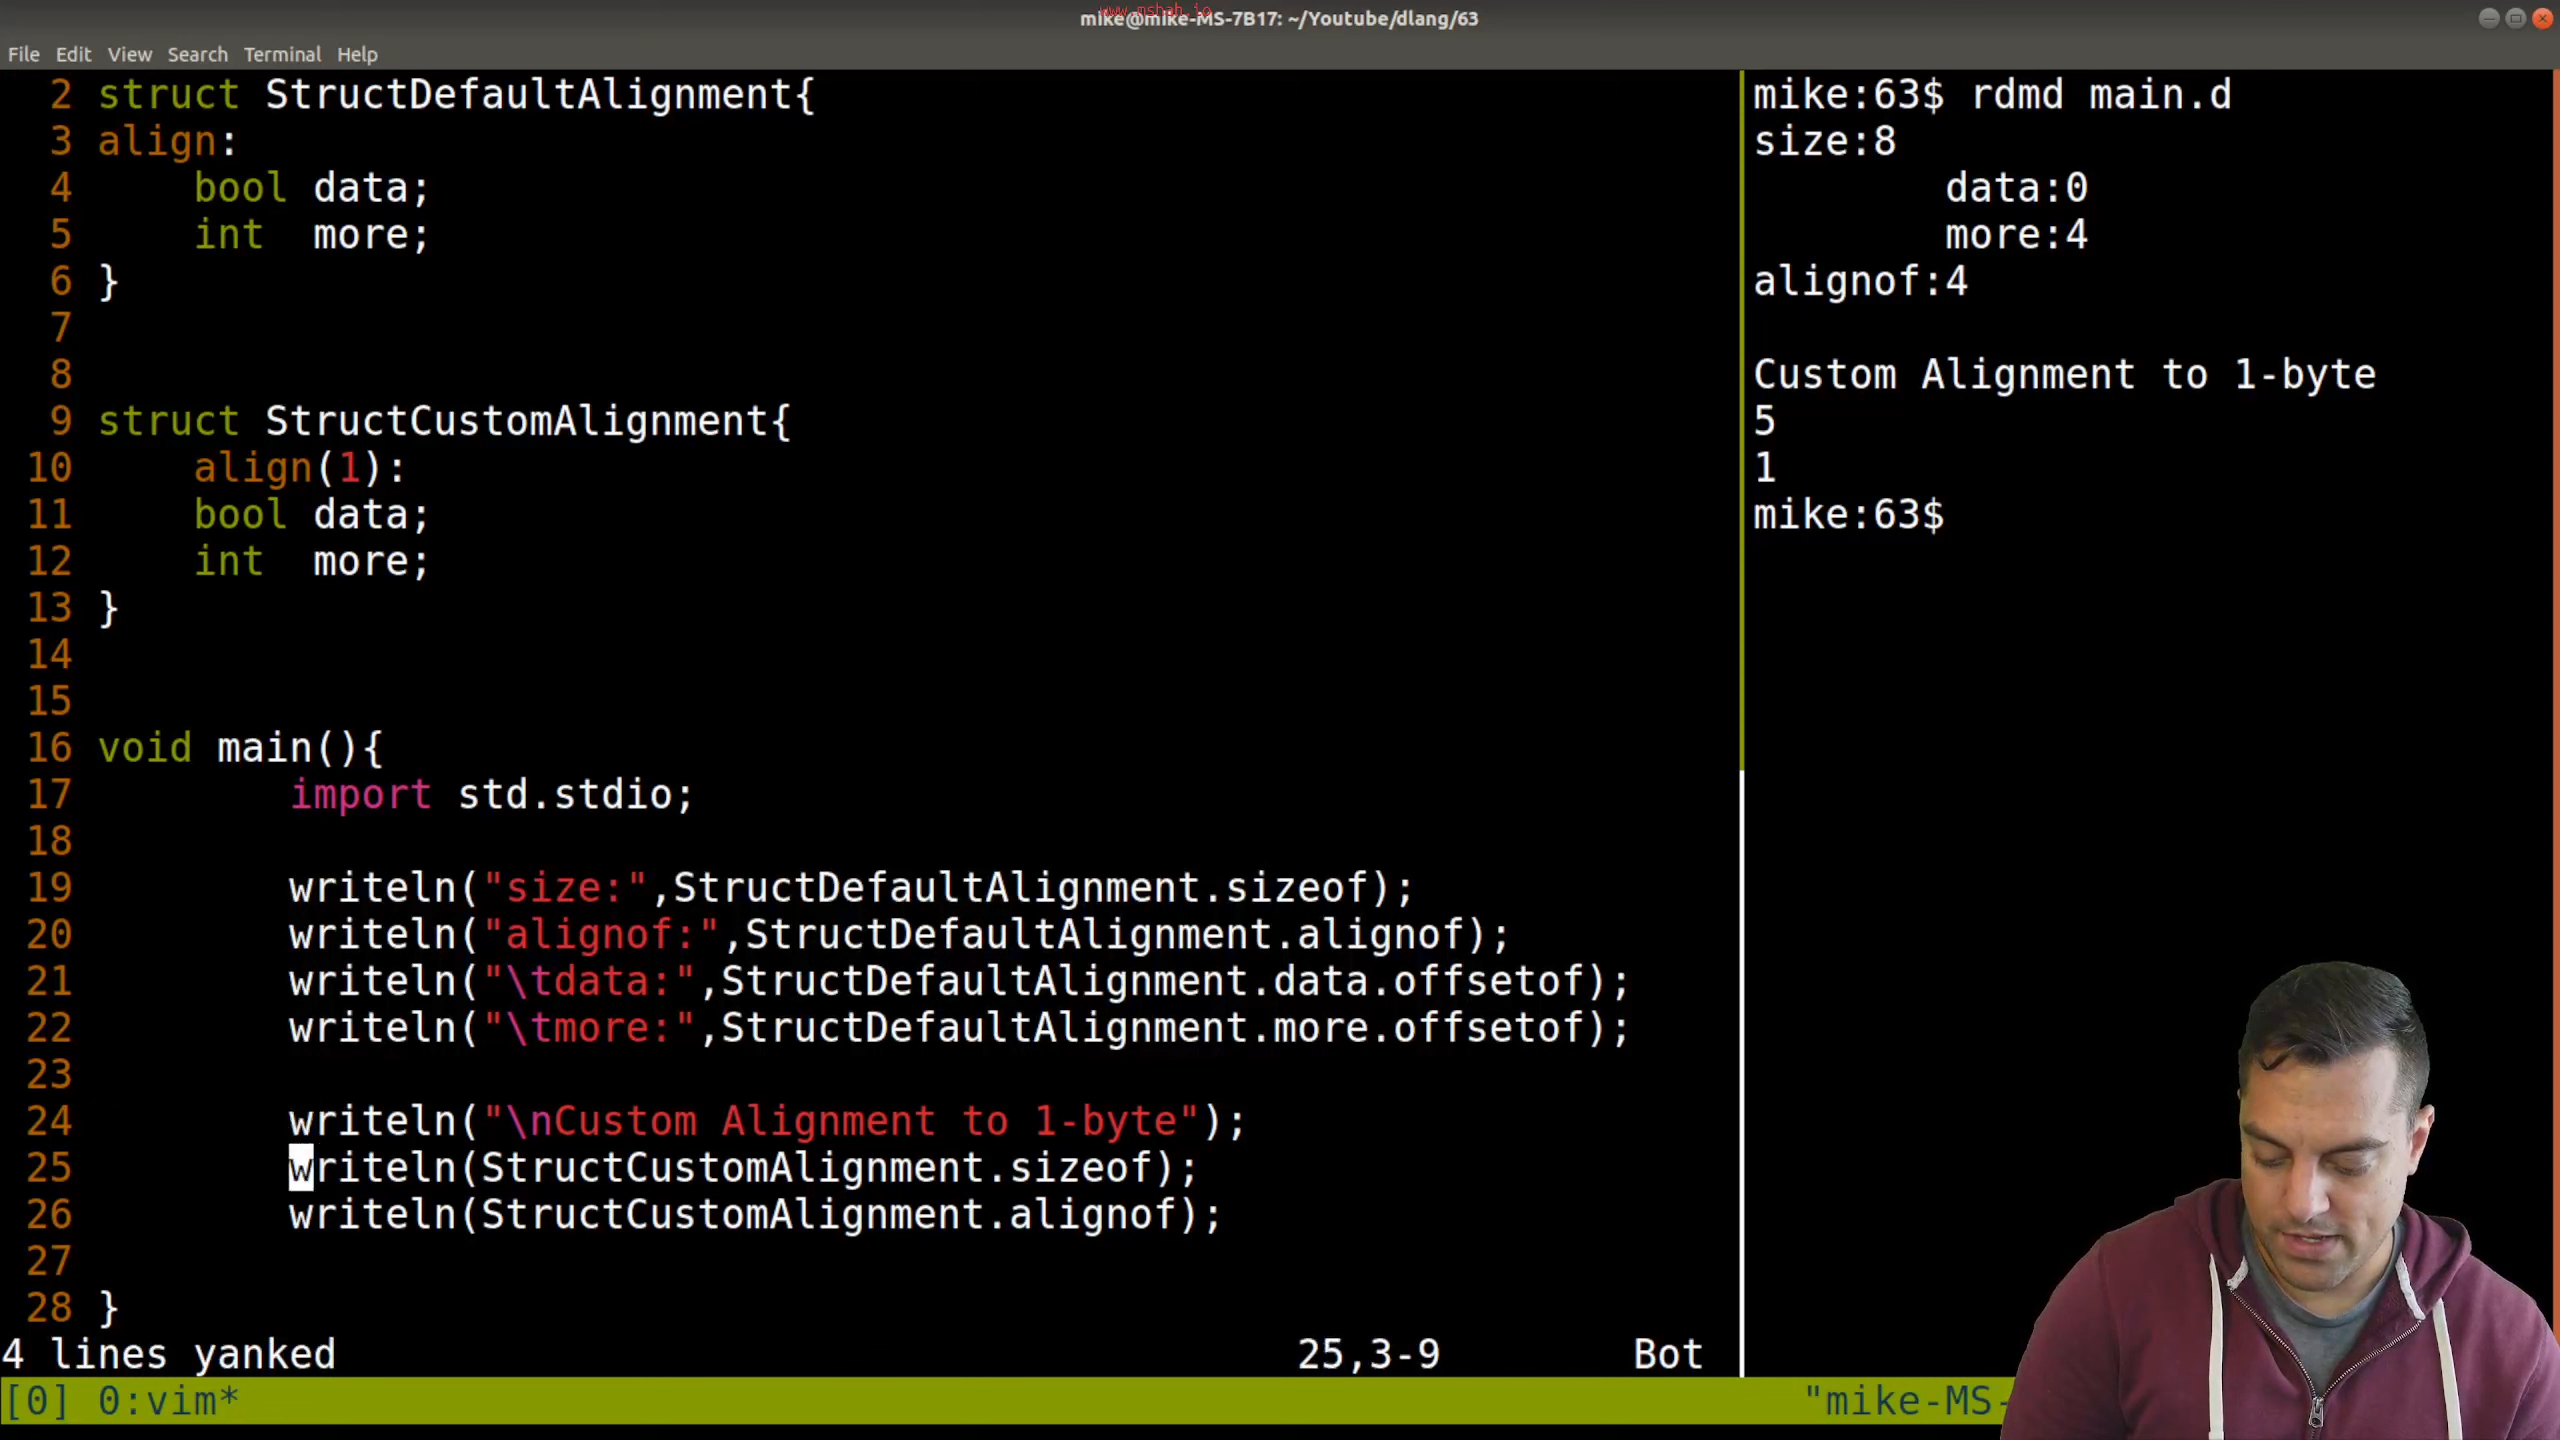 www.mshah.io
mike@mike-MS-7B17: ~/Youtube/dlang/63
File Edit View Search Terminal Help
2 struct StructDefaultAlignment{
3 align:
4     bool data;
5     int  more;
6 }
7
8
9 struct StructCustomAlignment{
10     align(1):
11     bool data;
12     int  more;
13 }
14
15
16 void main(){
17         import std.stdio;
18
19         writeln("size:",StructDefaultAlignment.sizeof);
20         writeln("alignof:",StructDefaultAlignment.alignof);
21         writeln("\tdata:",StructDefaultAlignment.data.offsetof);
22         writeln("\tmore:",StructDefaultAlignment.more.offsetof);
23
24         writeln("\nCustom Alignment to 1-byte");
25         writeln(StructCustomAlignment.sizeof);
26         writeln(StructCustomAlignment.alignof);
27
28 }
4 lines yanked 25,3-9 Bot
mike:63$ rdmd main.d
size:8
        data:0
        more:4
alignof:4
Custom Alignment to 1-byte
5
1
mike:63$
[0] 0:vim* "mike-MS-